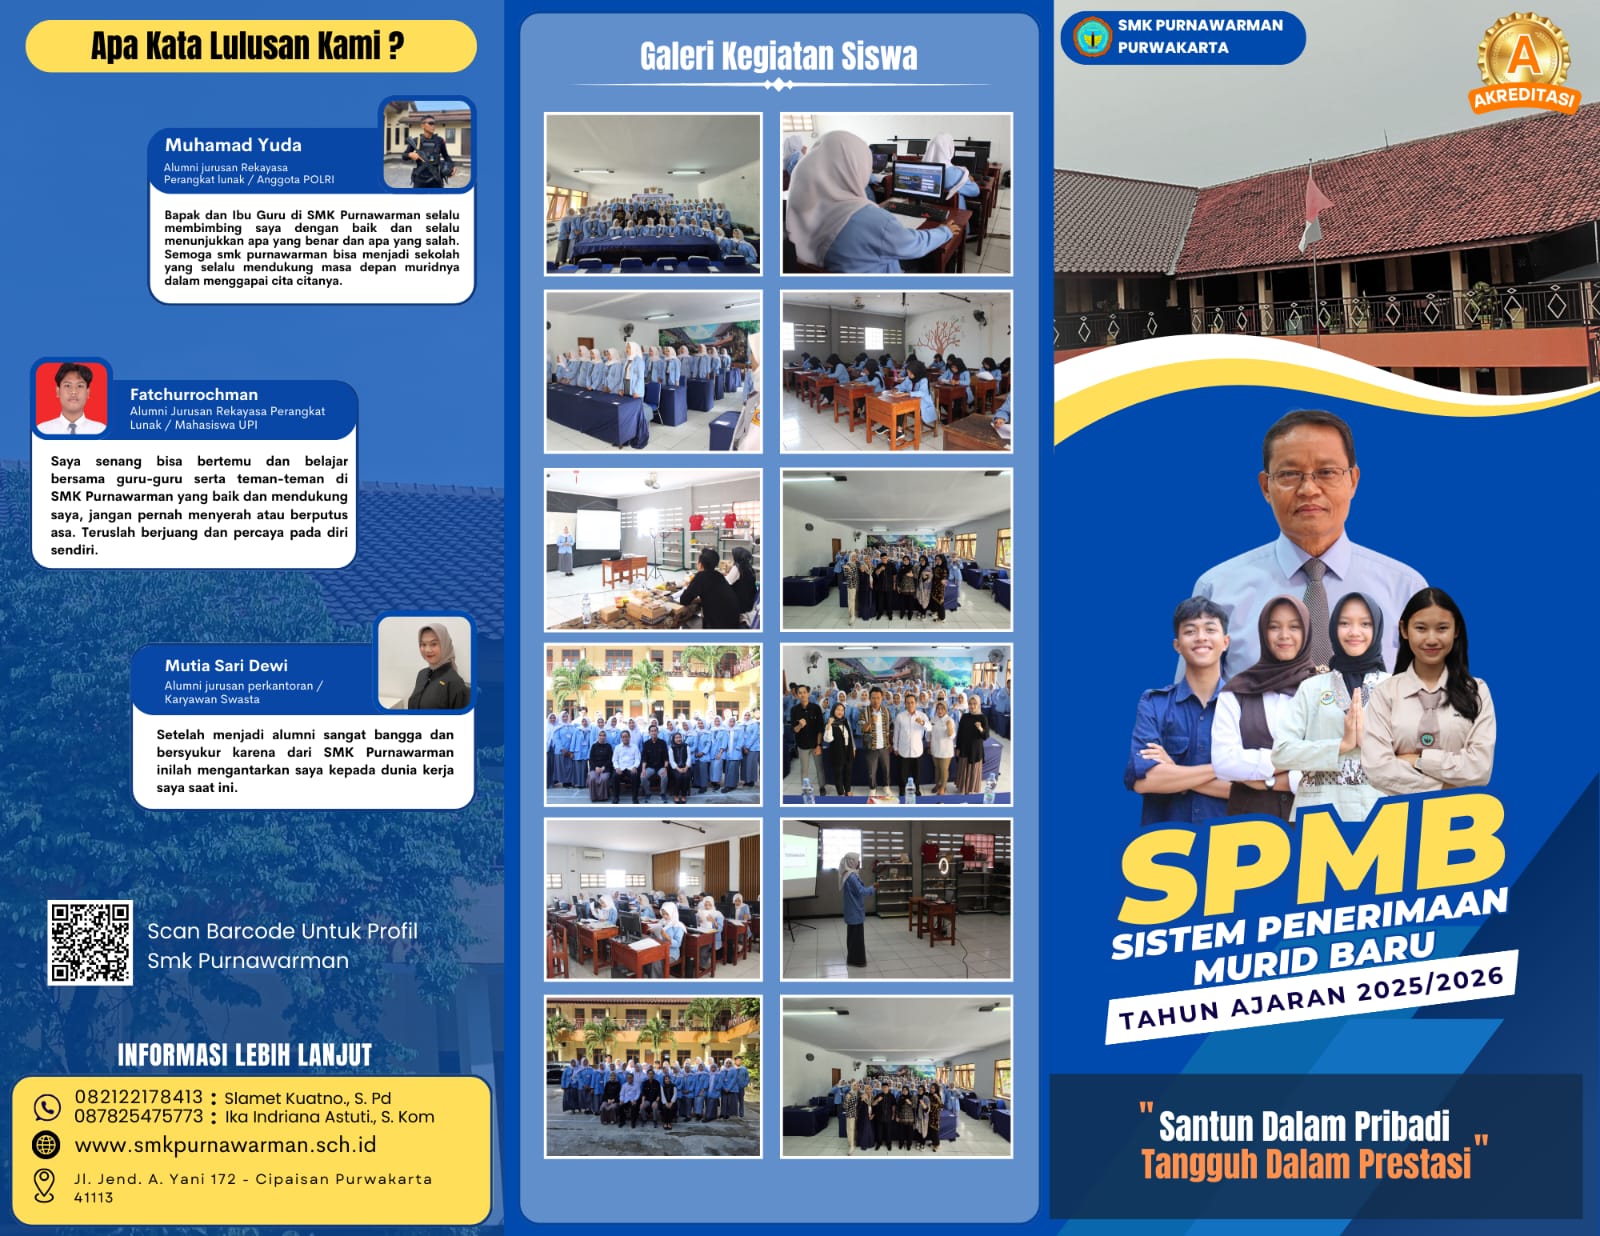 Apa Kata Lulusan Kami ?
Muhamad Yuda
Alumni jurusan Rekayasa
Perangkat lunak / Anggota POLRI
Bapak dan Ibu Guru di SMK Purnawarman selalu
membimbing saya dengan baik dan selalu
menunjukkan apa yang benar dan apa yang salah.
Semoga smk purnawarman bisa menjadi sekolah
yang selalu mendukung masa depan muridnya
dalam menggapai cita citanya.
Fatchurrochman
Alumni Jurusan Rekayasa Perangkat
Lunak / Mahasiswa UPI
Saya senang bisa bertemu dan belajar
bersama guru-guru serta teman-teman di
SMK Purnawarman yang baik dan mendukung
saya, jangan pernah menyerah atau berputus
asa. Teruslah berjuang dan percaya pada diri
sendiri.
Mutia Sari Dewi
Alumni jurusan perkantoran /
Karyawan Swasta
Setelah menjadi alumni sangat bangga dan
bersyukur karena dari SMK Purnawarman
inilah mengantarkan saya kepada dunia kerja
saya saat ini.
Scan Barcode Untuk Profil
Smk Purnawarman
INFORMASI LEBIH LANJUT
082122178413 : Slamet Kuatno., S. Pd
087825475773 : Ika Indriana Astuti., S. Kom
www.smkpurnawarman.sch.id
Jl. Jend. A. Yani 172 - Cipaisan Purwakarta
41113
Galeri Kegiatan Siswa
SMK PURNAWARMAN
PURWAKARTA
A
AKREDITASI
SPMB
SISTEM PENERIMAAN
MURID BARU
TAHUN AJARAN 2025/2026
"Santun Dalam Pribadi
Tangguh Dalam Prestasi"